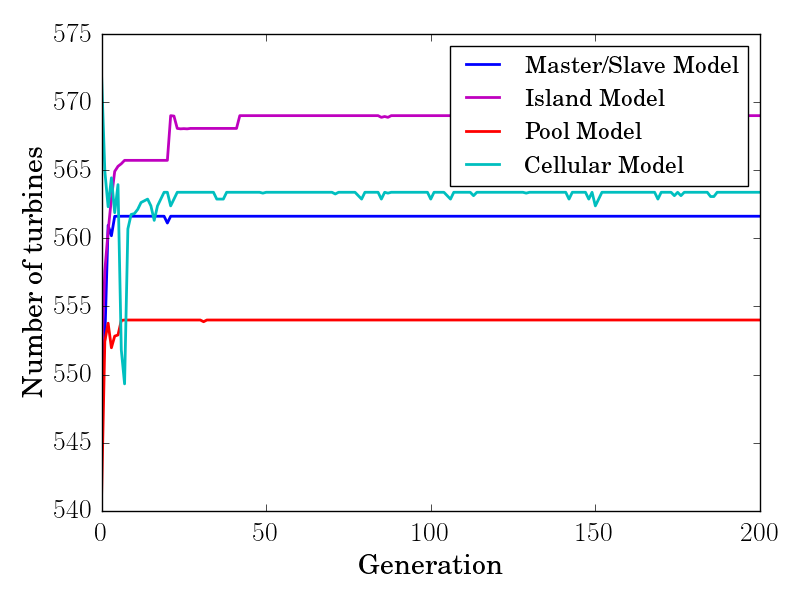 575
570
565
560
555
550
545
540
Number of turbines
Master/Slave Model
Island Model
Pool Model
Cellular Model
0
50
100
150
200
Generation